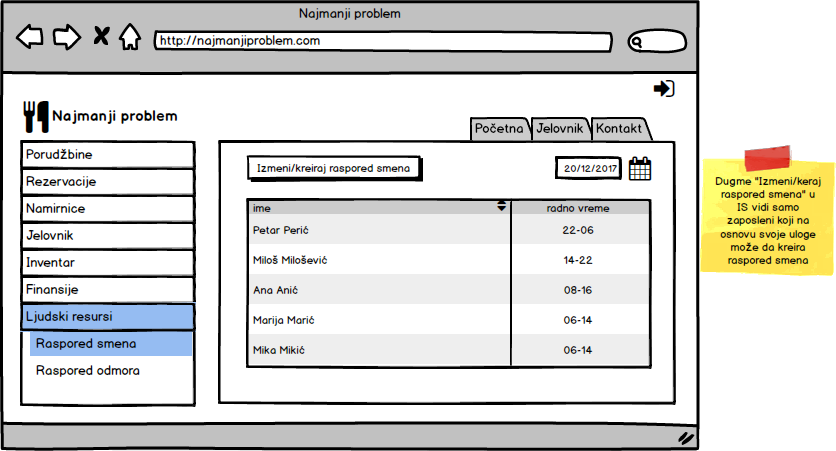 Najmanji problem
http://najmanjiproblem.com
Najmanji problem
Početna
Jelovnik
Kontakt
Porudžbine
Rezervacije
Namirnice
Jelovnik
Inventar
Finansije
Ljudski resursi
Raspored smena
Raspored odmora
Izmeni/kreiraj raspored smena
20/12/2017
ime radno vreme
Petar Perić 22-06
Miloš Milošević 14-22
Ana Anić 08-16
Marija Marić 06-14
Mika Mikić 06-14
Dugme "Izmeni/keraj
raspored smena" u
IS vidi samo
zaposleni koji na
osnovu svoje uloge
može da kreira
raspored smena